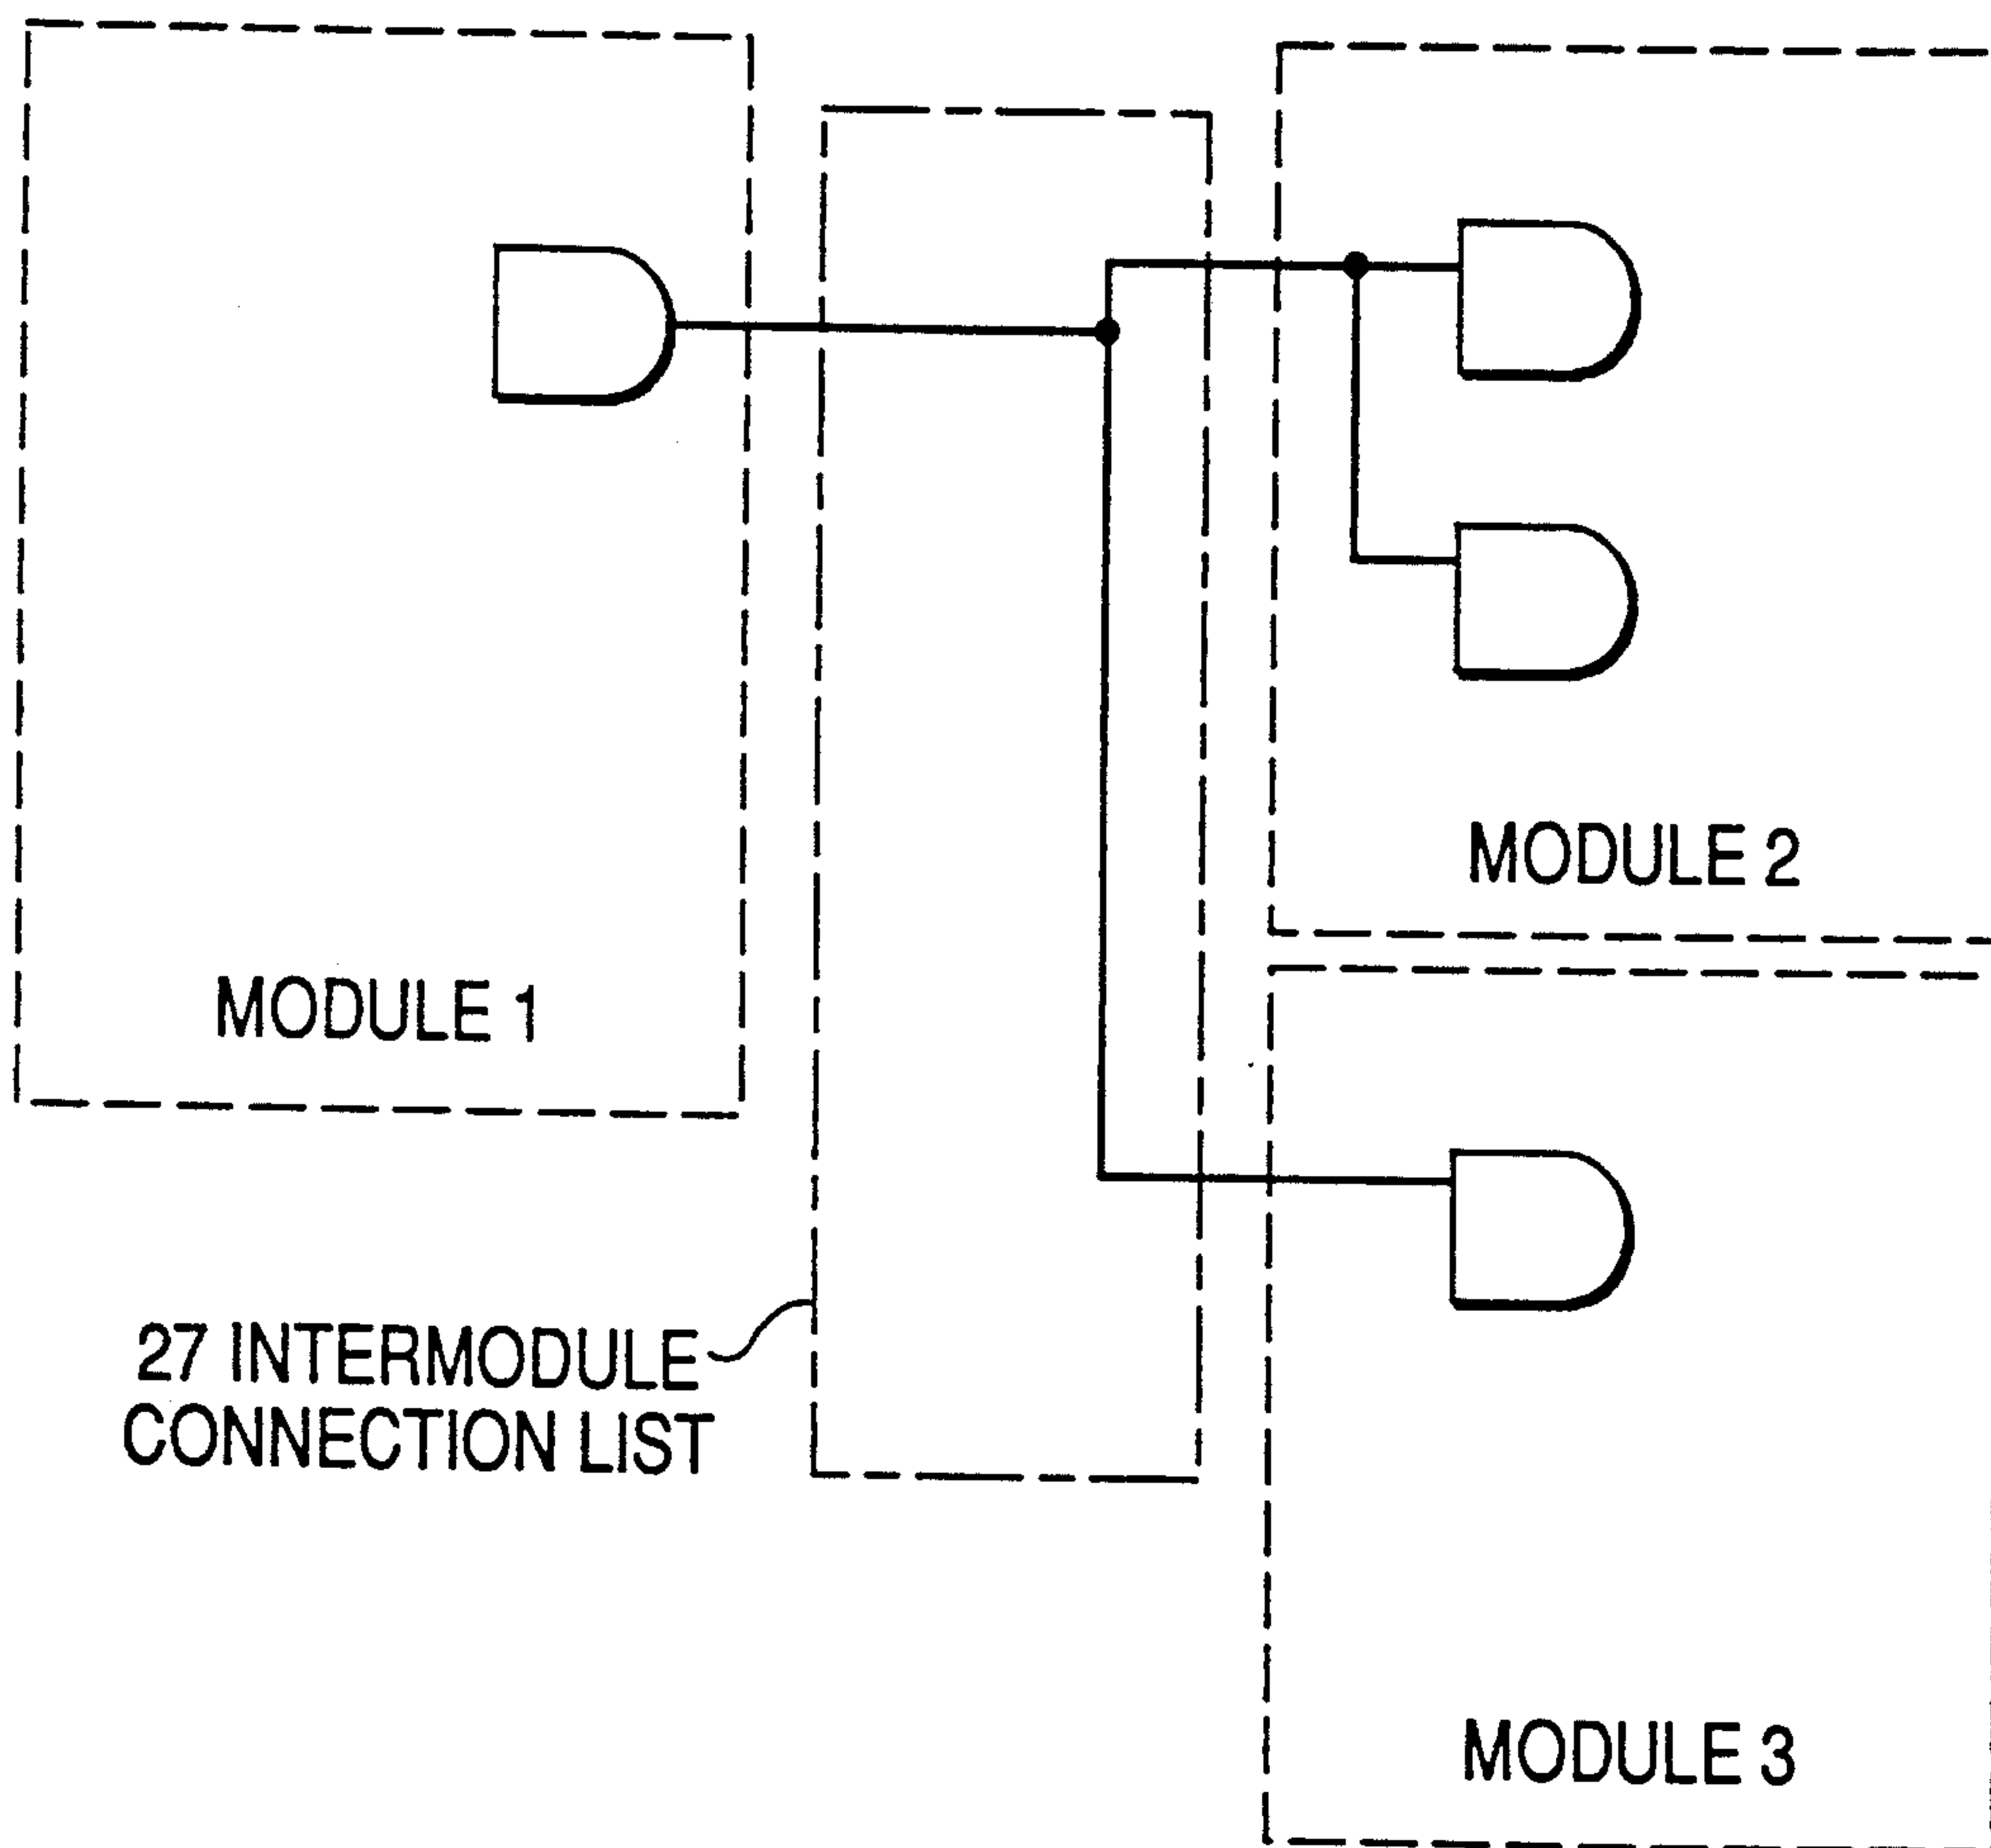 MODULE 2
MODULE 1
27 INTERMODULE
CONNECTION LIST
MODULE 3